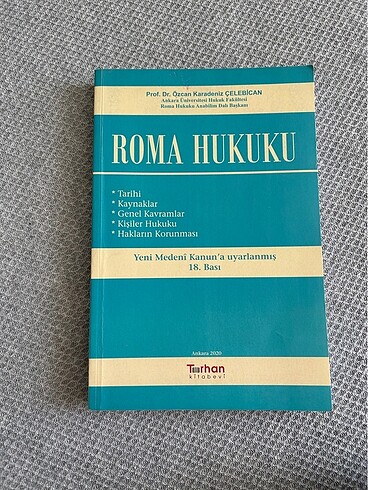 Prof. Dr. Özcan Karadeniz ÇELEBİCAN
Ankara Üniversitesi Hukuk Fakültesi
Roma Hukuku Anabilim Dalı Başkanı
ROMA HUKUKU
* Tarihi
* Kaynaklar
* Genel Kavramlar
* Kişiler Hukuku
* Hakların Korunması
Yeni Medeni Kanun'a uyarlanmış
18. Bası
Ankara 2020
Turhan
kitabevi